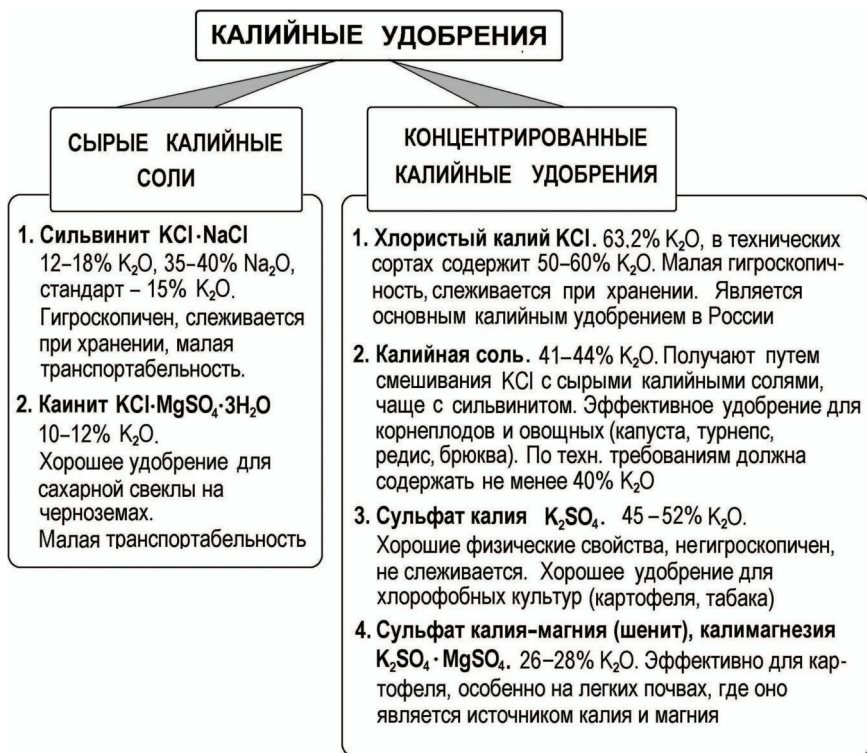 КАЛИЙНЫЕ УДОБРЕНИЯ
СЫРЫЕ КАЛИЙНЫЕ
СОЛИ
1. Сильвинит KCl·NaCl
12–18% K₂O, 35–40% Na₂O,
стандарт – 15% K₂O.
Гигроскопичен, слеживается
при хранении, малая
транспортабельность.
2. Каинит KCl·MgSO₄·3H₂O
10–12% K₂O.
Хорошее удобрение для
сахарной свеклы на
черноземах.
Малая транспортабельность
КОНЦЕНТРИРОВАННЫЕ
КАЛИЙНЫЕ УДОБРЕНИЯ
1. Хлористый калий KCl. 63,2% K₂O, в технических
сортах содержит 50–60% K₂O. Малая гигроскопич-
ность, слеживается при хранении. Является
основным калийным удобрением в России
2. Калийная соль. 41–44% K₂O. Получают путем
смешивания KCl с сырыми калийными солями,
чаще с сильвинитом. Эффективное удобрение для
корнеплодов и овощных (капуста, турнепс,
редис, брюква). По техн. требованиям должна
содержать не менее 40% K₂O
3. Сульфат калия K₂SO₄. 45–52% K₂O.
Хорошие физические свойства, негигроскопичен,
не слеживается. Хорошее удобрение для
хлорофобных культур (картофеля, табака)
4. Сульфат калия–магния (шенит), калимагнезия
K₂SO₄·MgSO₄. 26–28% K₂O. Эффективно для кар-
тофеля, особенно на легких почвах, где оно
является источником калия и магния